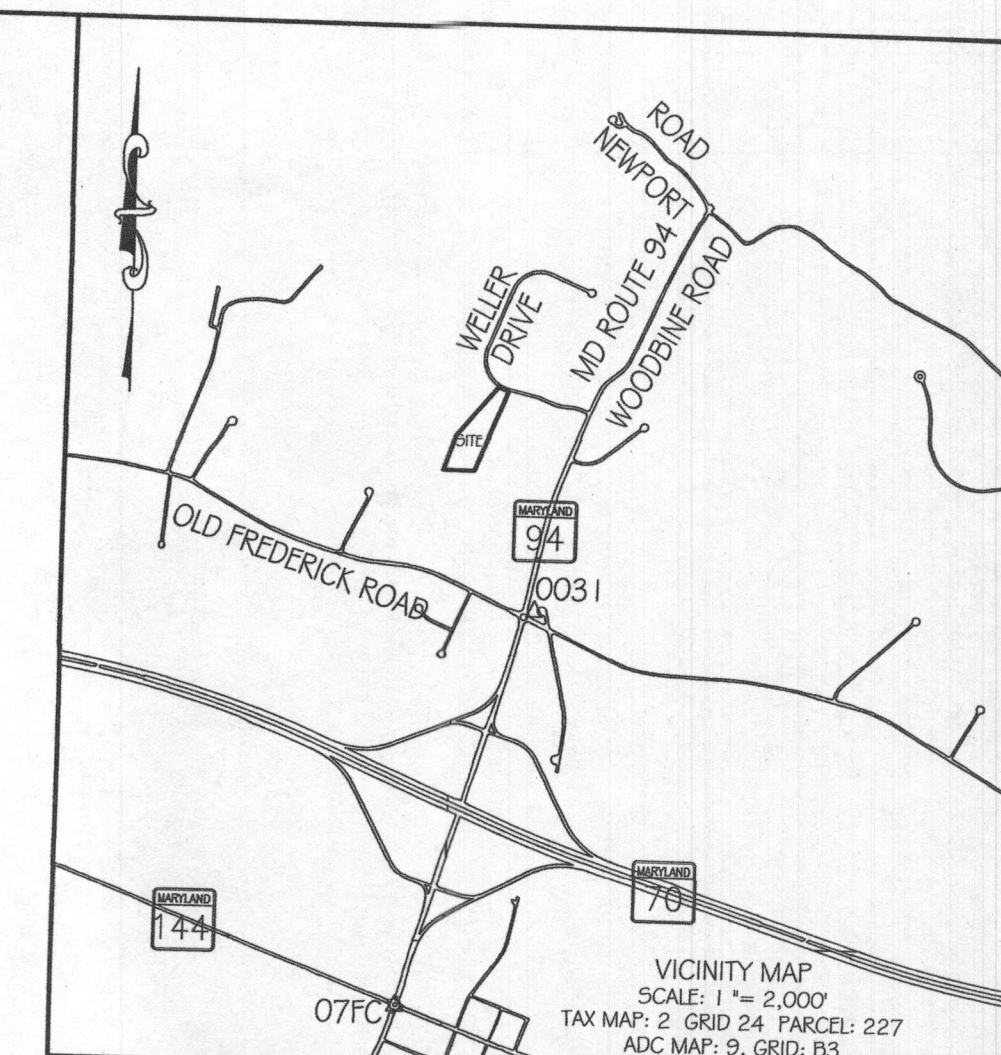 ROAD
NEWPORT
MD ROUTE 94
WOODBINE ROAD
WELLER
DRIVE
SITE
MARYLAND
94
OLD FREDERICK ROAD
0031
MARYLAND
70
MARYLAND
144
07FC
VICINITY MAP
SCALE: 1 "= 2,000'
TAX MAP: 2 GRID 24 PARCEL: 227
ADC MAP: 9, GRID: B3